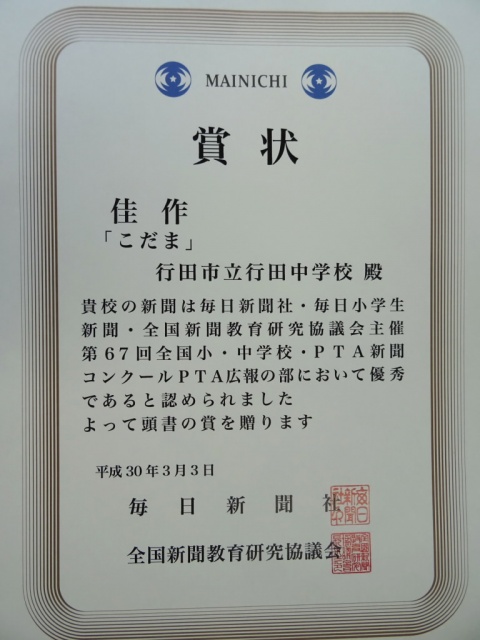 MAINICHI
賞状
佳作
「こだま」
行田市立行田中学校 殿
貴校の新聞は毎日新聞社・毎日小学生
新聞・全国新聞教育研究協議会主催
第67回全国小・中学校・PTA新聞
コンクールPTA広報の部において優秀
であると認められました
よって頭書の賞を贈ります
平成30年3月3日
毎日新聞社
全国新聞教育研究協議会